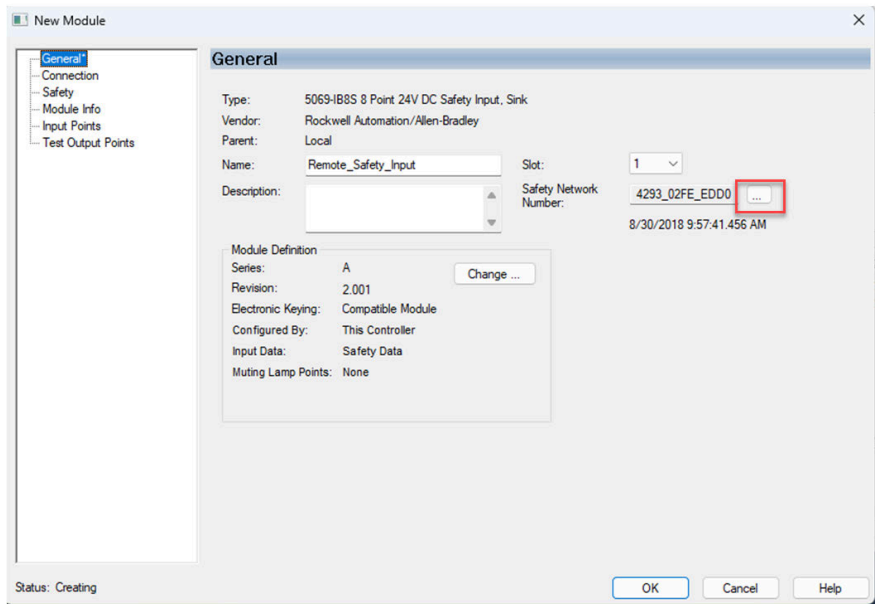 New Module
General*
Connection
Safety
Module Info
Input Points
Test Output Points
General
Type: 5069-IB8S 8 Point 24V DC Safety Input, Sink
Vendor: Rockwell Automation/Allen-Bradley
Parent: Local
Name: Remote_Safety_Input
Slot: 1
Description:
Safety Network
Number: 4293_02FE_EDD0 ...
8/30/2018 9:57:41.456 AM
Module Definition
Series: A
Change ...
Revision: 2.001
Electronic Keying: Compatible Module
Configured By: This Controller
Input Data: Safety Data
Muting Lamp Points: None
Status: Creating
OK Cancel Help